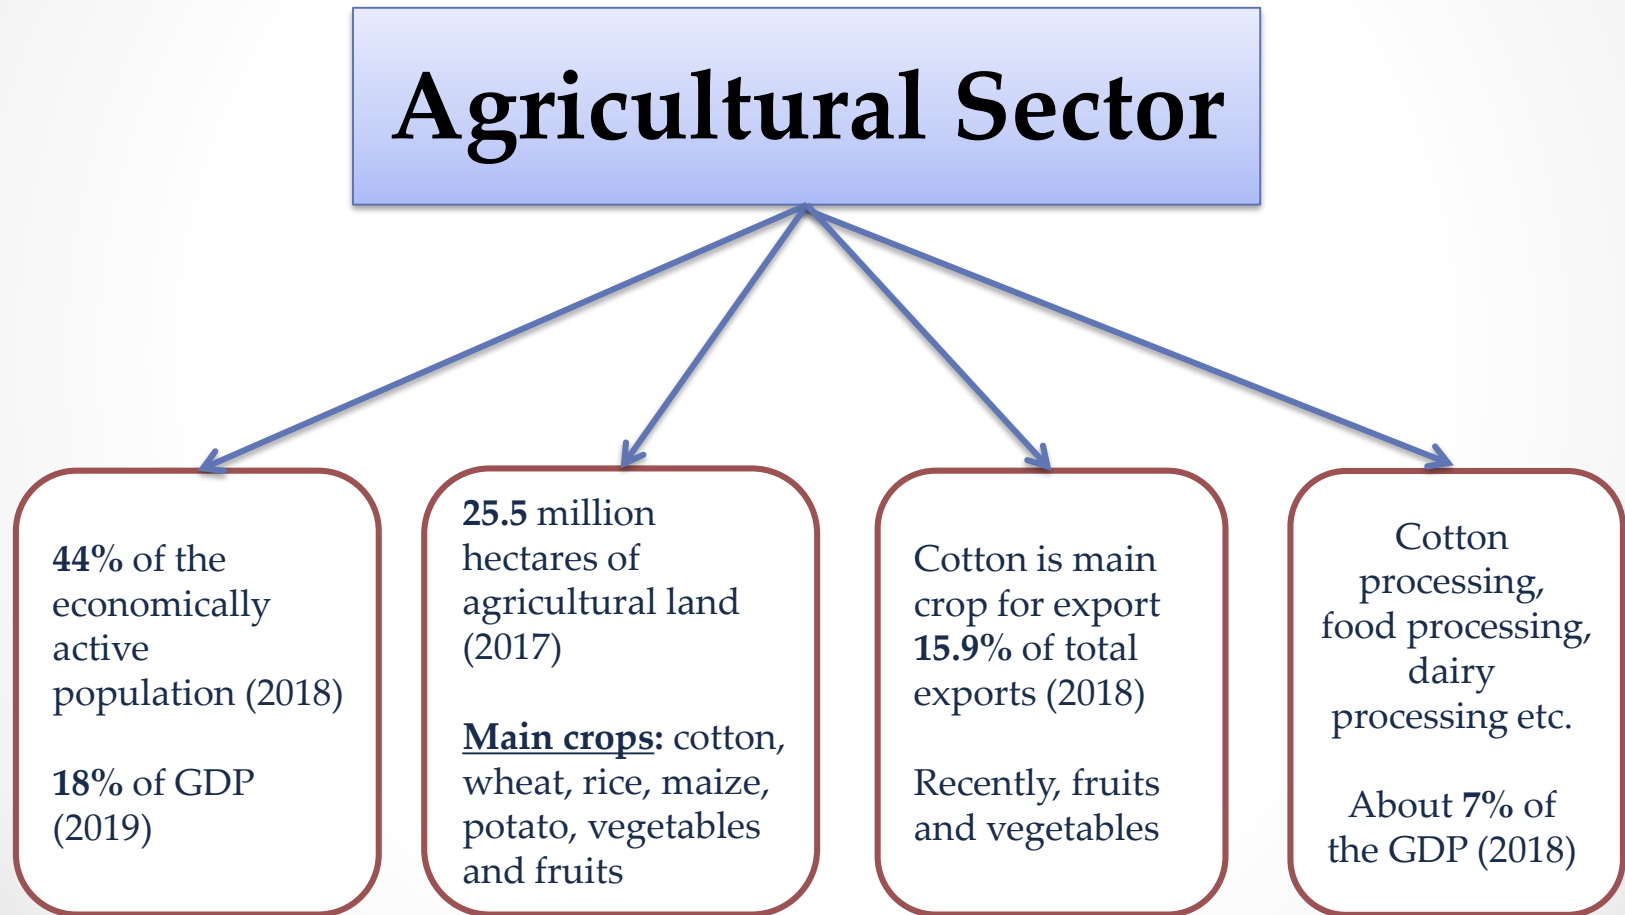 Agricultural Sector
44% of the
economically
active
population (2018)
18% of GDP
(2019)
25.5 million
hectares of
agricultural land
(2017)
Main crops: cotton,
wheat, rice, maize,
potato, vegetables
and fruits
Cotton is main
crop for export
15.9% of total
exports (2018)
Recently, fruits
and vegetables
Cotton
processing,
food processing,
dairy
processing etc.
About 7% of
the GDP (2018)